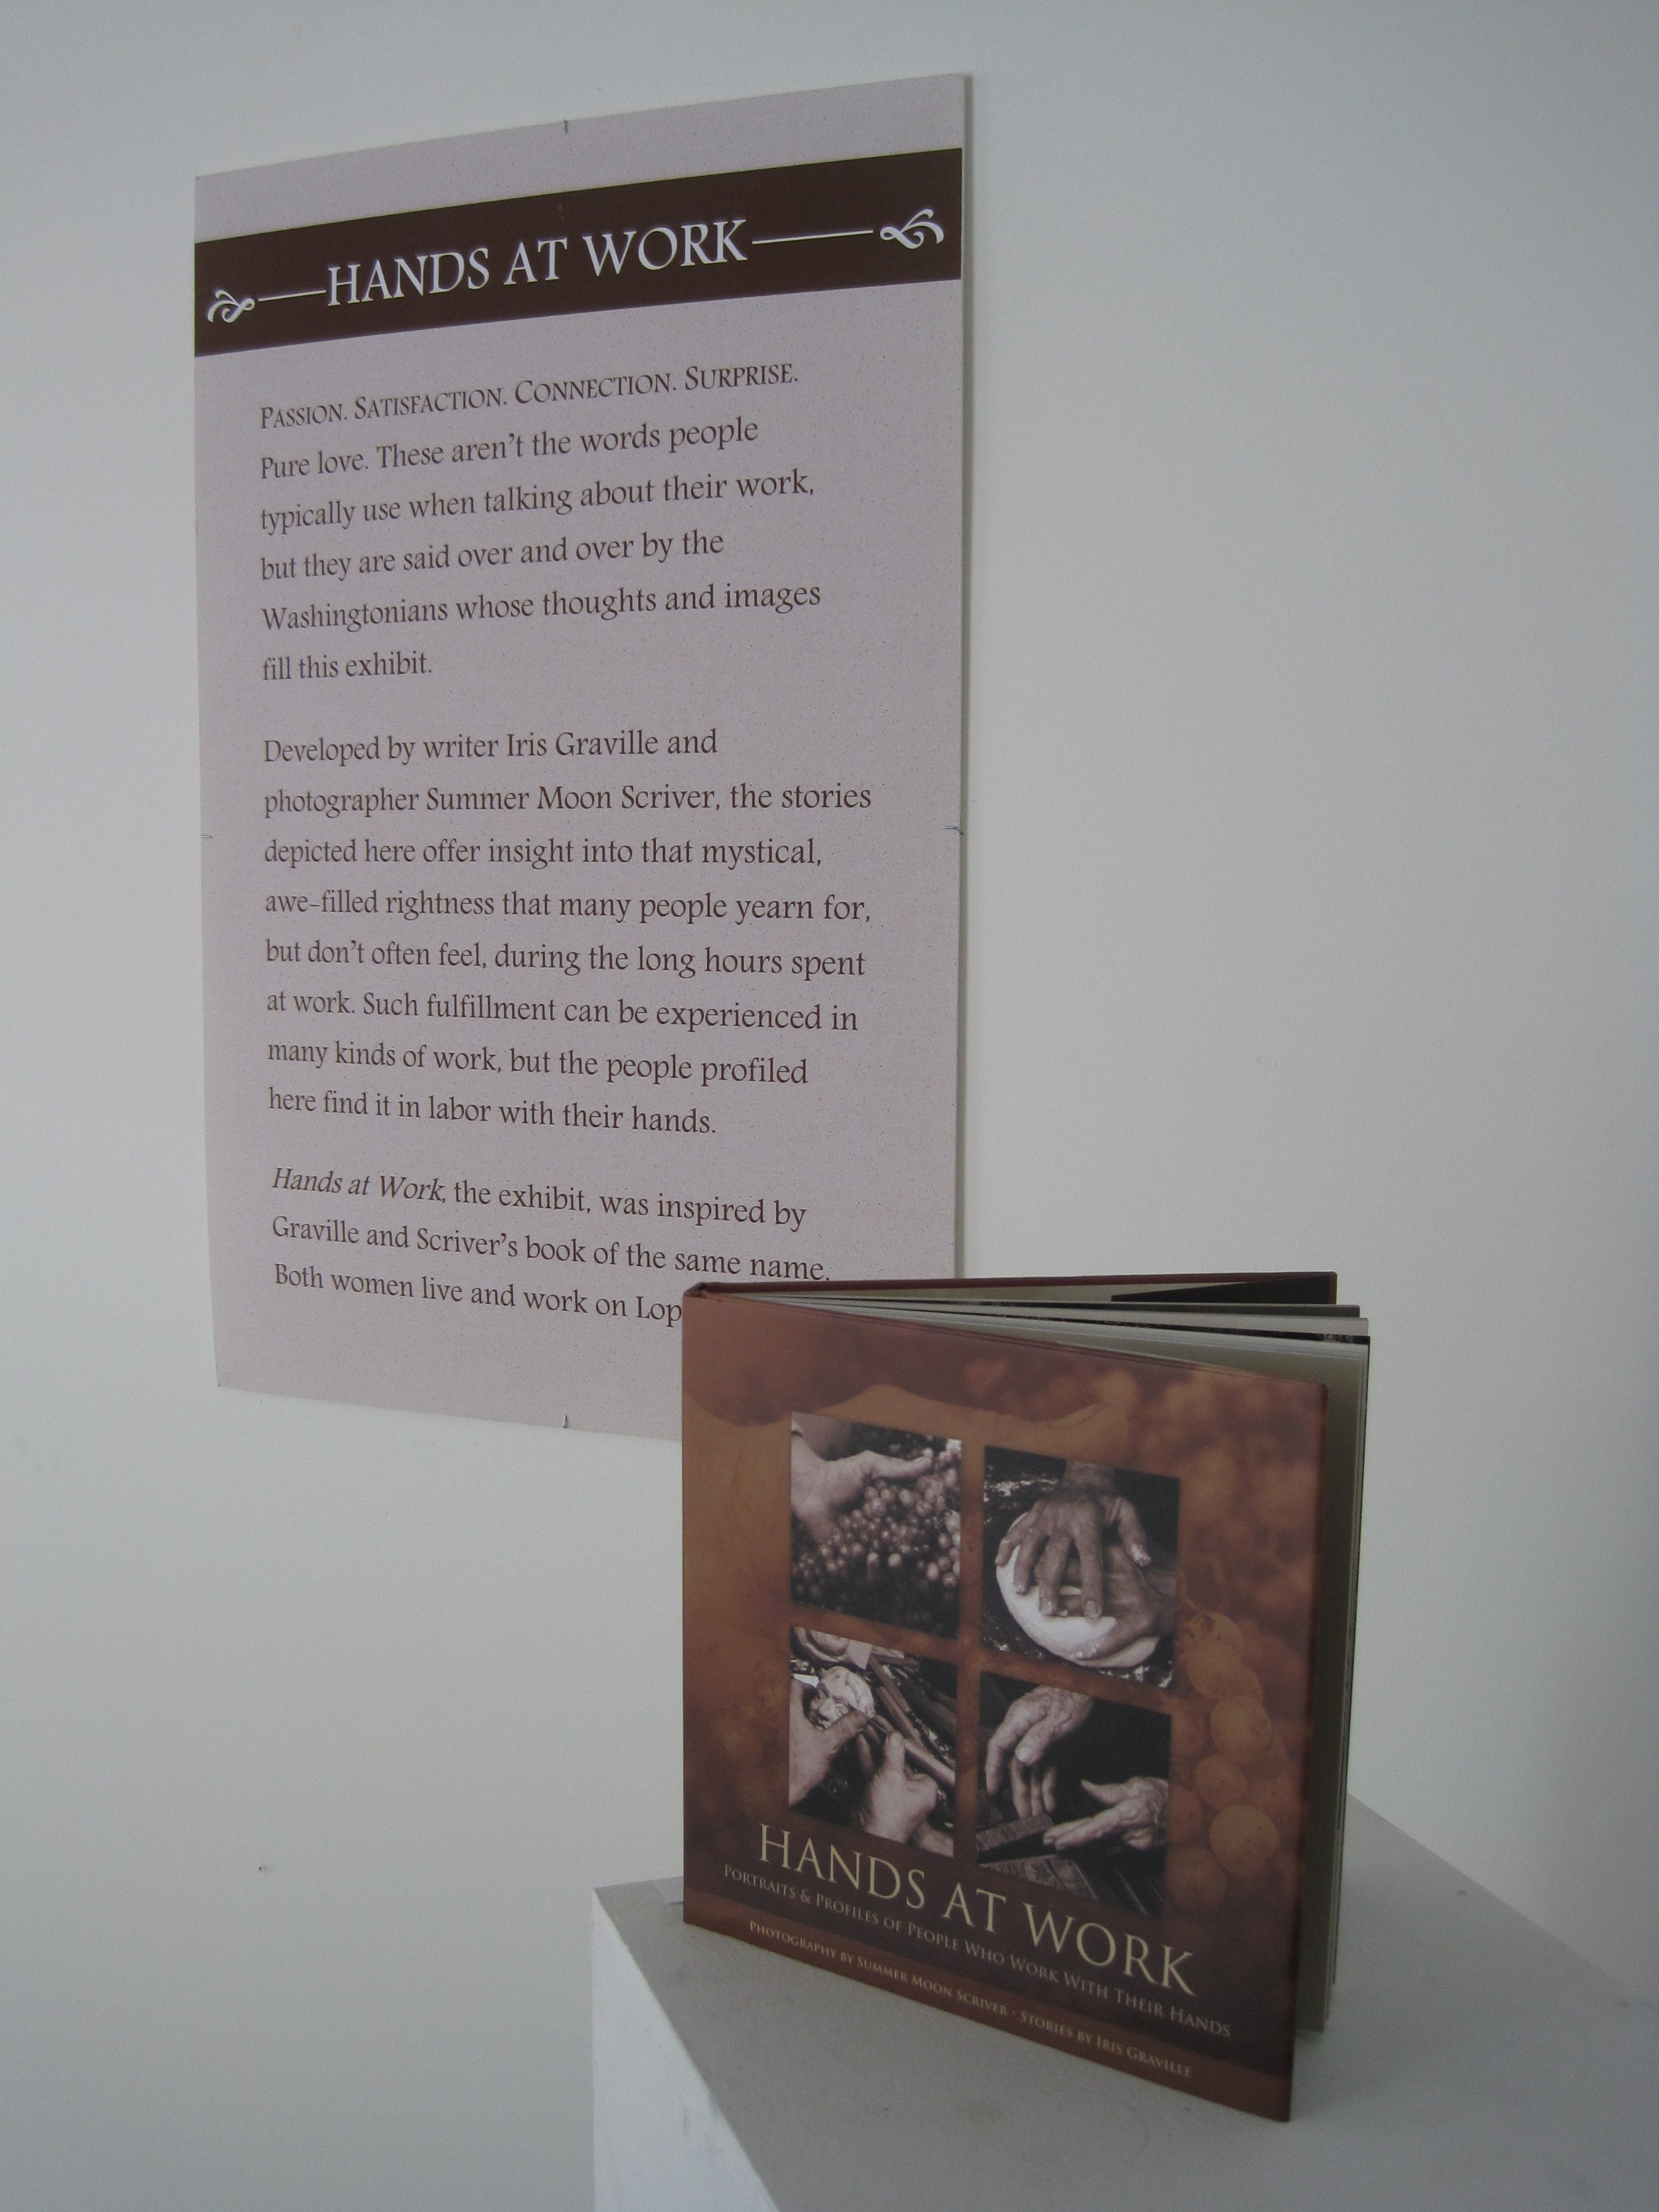 HANDS AT WORK
PASSION. SATISFACTION. CONNECTION. SURPRISE.
Pure love. These aren't the words people
typically use when talking about their work,
but they are said over and over by the
Washingtonians whose thoughts and images
fill this exhibit.
Developed by writer Iris Graville and
photographer Summer Moon Scriver, the stories
depicted here offer insight into that mystical,
awe-filled rightness that many people yearn for,
but don't often feel, during the long hours spent
at work. Such fulfillment can be experienced in
many kinds of work, but the people profiled
here find it in labor with their hands.
Hands at Work, the exhibit, was inspired by
Graville and Scriver's book of the same name.
Both women live and work on Lop
HANDS AT WORK
PORTRAITS & PROFILES OF PEOPLE WHO WORK WITH THEIR HANDS
PHOTOGRAPHY BY SUMMER MOON SCRIVER · STORIES BY IRIS GRAVILLE